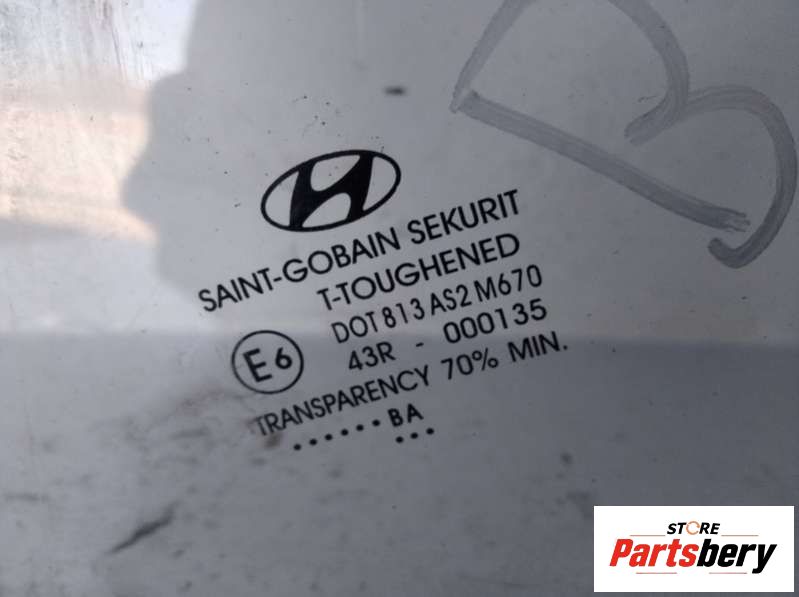 SAINT-GOBAIN SEKURIT
T-TOUGHENED
DOT 813 AS2 M670
E6
43R - 000135
TRANSPARENCY 70% MIN.
......BA
...
B
STORE
Partsbery